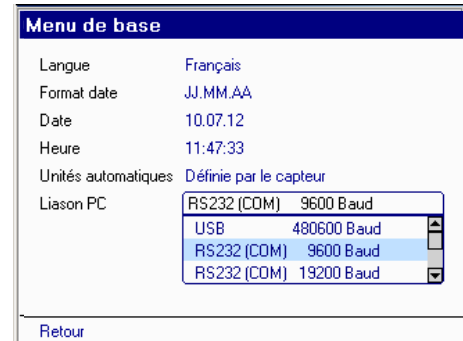 Menu de base
Langue Français
Format date JJ.MM.AA
Date 10.07.12
Heure 11:47:33
Unités automatiques Définie par le capteur
Liason PC RS232 (COM) 9600 Baud
USB 480600 Baud
RS232 (COM) 9600 Baud
RS232 (COM) 19200 Baud
Retour